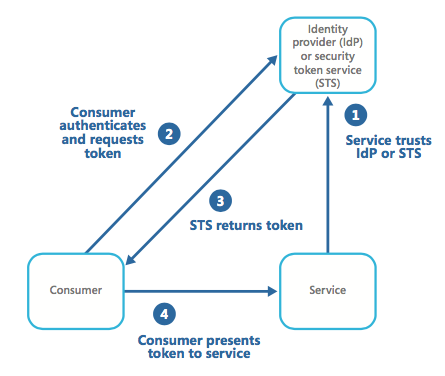 Identity
provider (IdP)
or security
token service
(STS)
1
Service trusts
IdP or STS
Consumer
authenticates
and requests
token
2
3
STS returns token
Consumer
Service
4
Consumer presents
token to service